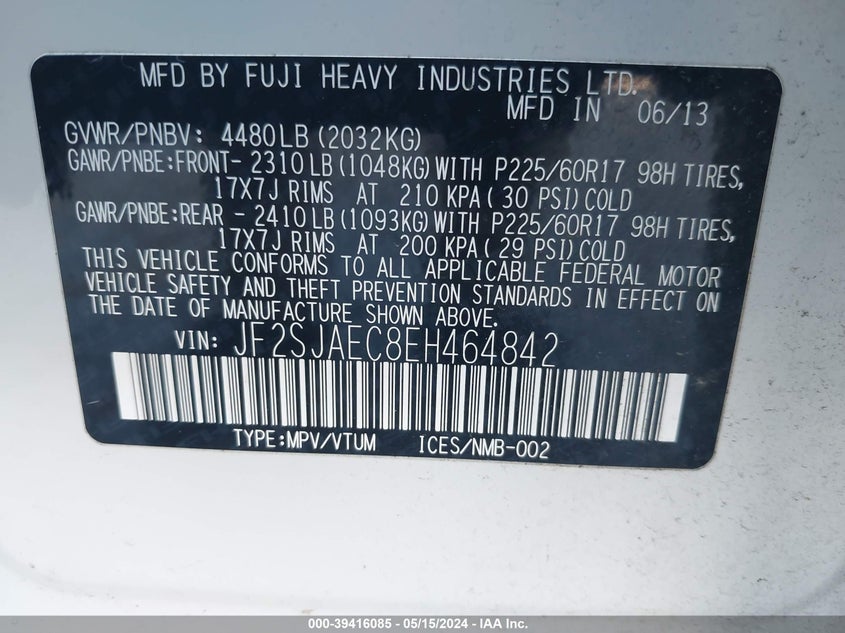 MFD BY FUJI HEAVY INDUSTRIES LTD.
MFD IN 06/13
GVWR/PNBV: 4480LB (2032KG)
GAWR/PNBE:FRONT- 2310LB (1048KG) WITH P225/60R17 98H TIRES,
17X7J RIMS AT 210 KPA ( 30 PSI) COLD
GAWR/PNBE:REAR - 2410LB (1093KG) WITH P225/60R17 98H TIRES,
17X7J RIMS AT 200 KPA ( 29 PSI) COLD
THIS VEHICLE CONFORMS TO ALL APPLICABLE FEDERAL MOTOR
VEHICLE SAFETY AND THEFT PREVENTION STANDARDS IN EFFECT ON
THE DATE OF MANUFACTURE SHOWN ABOVE.
VIN: JF2SJAEC8EH464842
TYPE:MPV/VTUM ICES/NMB-002
000-39416085 - 05/15/2024 - IAA Inc.